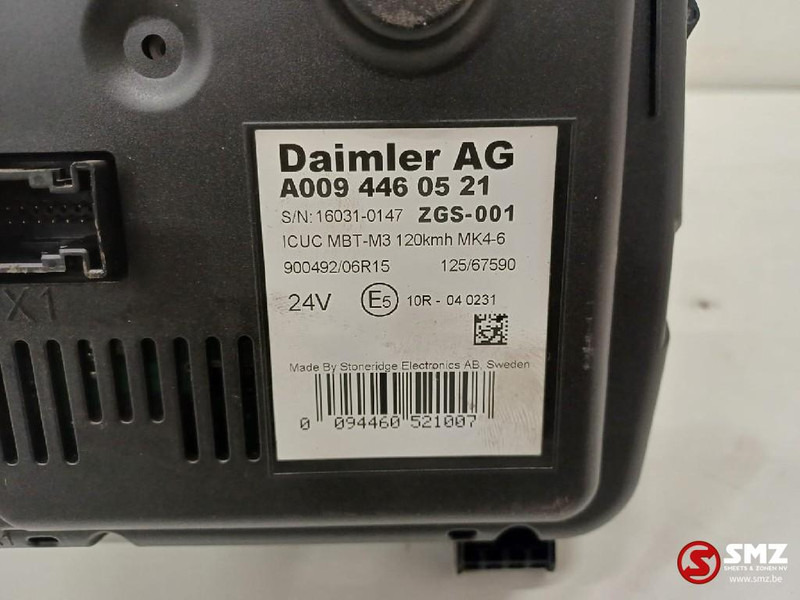 Daimler AG
A009 446 05 21
S/N: 16031-0147 ZGS-001
ICUC MBT-M3 120kmh MK4-6
900492/06R15 125/67590
24V E5 10R - 04 0231
X1
Made By Stoneridge Electronics AB, Sweden
0 094460 521007
SMZ
SMEETS & ZONEN NV
www.smz.be